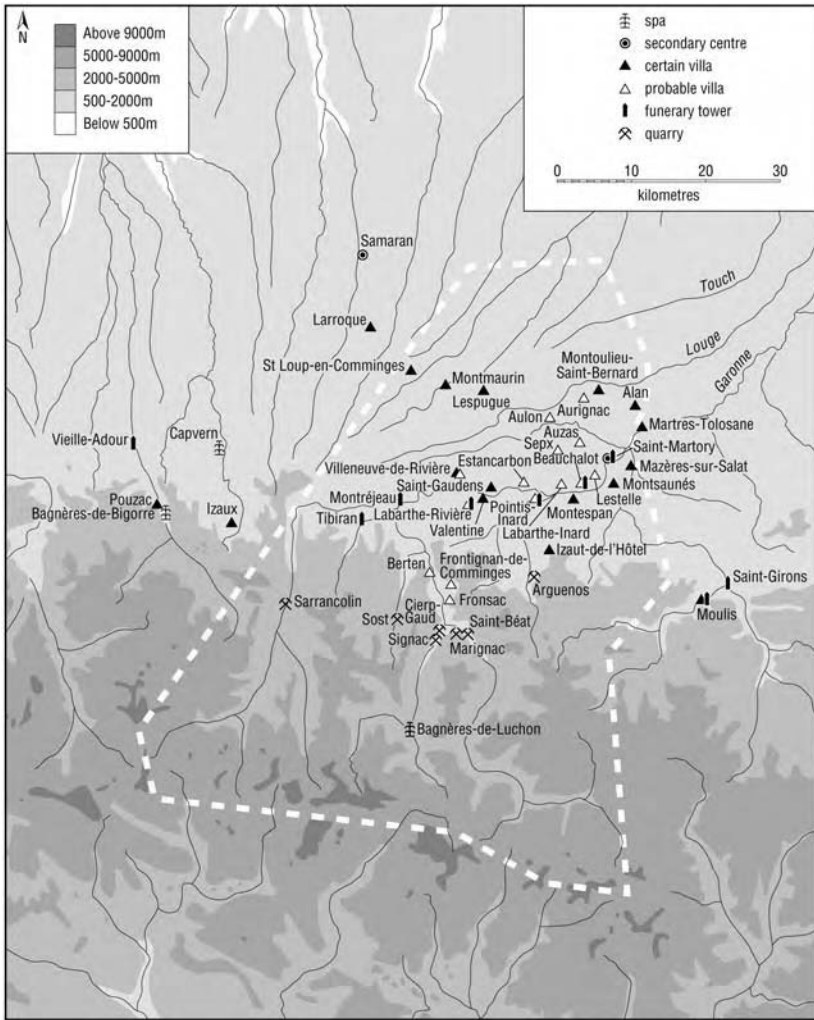 N
Above 9000m
5000-9000m
2000-5000m
500-2000m
Below 500m
spa
secondary centre
certain villa
probable villa
funerary tower
quarry
0 10 20 30
kilometres
Samaran
Touch
Larroque
Louge
St Loup-en-Comminges
Montmaurin
Lespugue
Montoulieu-
Saint-Bernard
Garonne
Alan
Aulon
Aurignac
Martres-Tolosane
Vieille-Adour
Capvern
Auzas
Sepx
Saint-Martory
Villeneuve-de-Rivière
Estancarbon
Beauchalot
Mazères-sur-Salat
Saint-Gaudens
Montsaunés
Pouzac
Bagnères-de-Bigorre
Izaux
Montréjeau
Labarthe-Rivière
Tibiran
Valentine
Pointis-
Inard
Lestelle
Montespan
Labarthe-Inard
Izaut-de-l'Hôtel
Berten
Frontignan-de-
Comminges
Arguenos
Saint-Girons
Sarrancolin
Fronsac
Moulis
Sost
Cierp-
Gaud
Saint-Béat
Signac
Marignac
Bagnères-de-Luchon